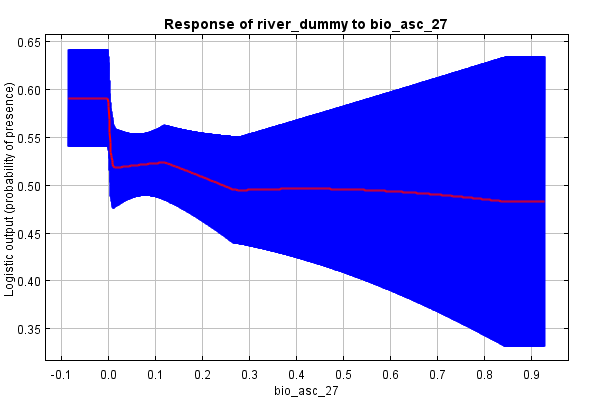 Response of river_dummy to bio_asc_27
Logistic output (probability of presence)
0.65
0.60
0.55
0.50
0.45
0.40
0.35
-0.1 0.0 0.1 0.2 0.3 0.4 0.5 0.6 0.7 0.8 0.9
bio_asc_27